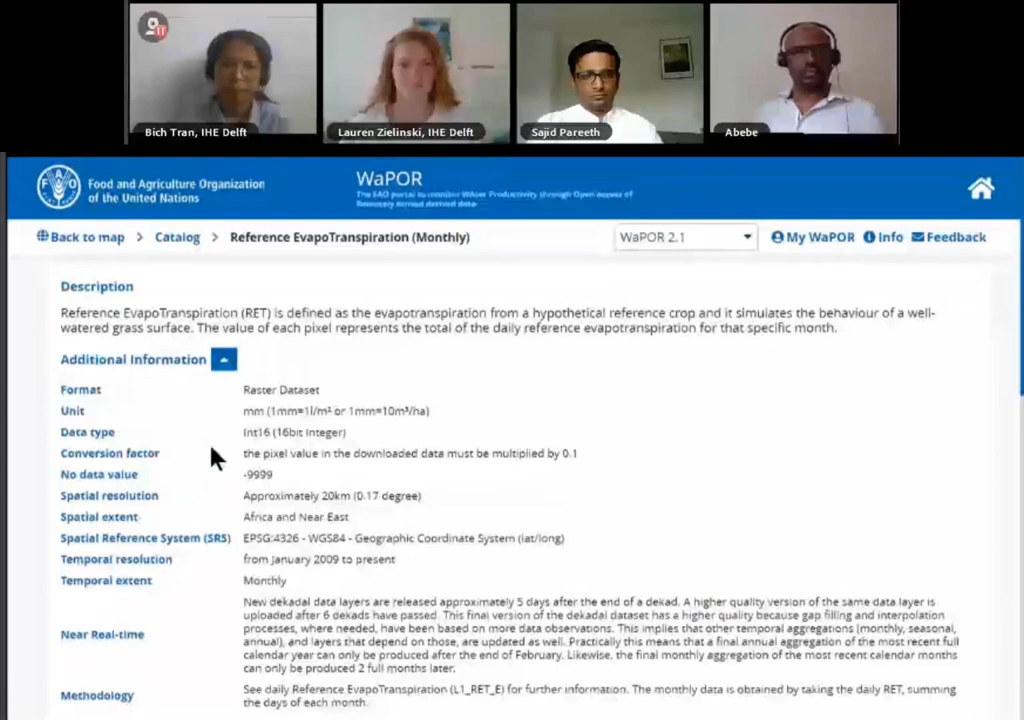 Bich Tran, IHE Delft
Lauren Zielinski, IHE Delft
Sajid Pareeth
Abebe
Food and Agriculture Organization
of the United Nations
WaPOR
The FAO portal to monitor WAter Productivity through Open access of
Remotely sensed derived data
Back to map > Catalog > Reference EvapoTranspiration (Monthly)
WaPOR 2.1
My WaPOR
Info
Feedback
Description
Reference EvapoTranspiration (RET) is defined as the evapotranspiration from a hypothetical reference crop and it simulates the behaviour of a well-
watered grass surface. The value of each pixel represents the total of the daily reference evapotranspiration for that specific month.
Additional Information
Format Raster Dataset
Unit mm (1mm=1l/m² or 1mm=10m³/ha)
Data type Int16 (16bit Integer)
Conversion factor the pixel value in the downloaded data must be multiplied by 0.1
No data value -9999
Spatial resolution Approximately 20km (0.17 degree)
Spatial extent Africa and Near East
Spatial Reference System (SRS) EPSG:4326 - WGS84 - Geographic Coordinate System (lat/long)
Temporal resolution from January 2009 to present
Temporal extent Monthly
Near Real-time New dekadal data layers are released approximately 5 days after the end of a dekad. A higher quality version of the same data layer is
uploaded after 6 dekads have passed. This final version of the dekadal dataset has a higher quality because gap filling and interpolation
processes, where needed, have been based on more data observations. This implies that other temporal aggregations (monthly, seasonal,
annual), and layers that depend on those, are updated as well. Practically this means that a final annual aggregation of the most recent full
calendar year can only be produced after the end of February. Likewise, the final monthly aggregation of the most recent calendar months
can only be produced 2 full months later.
Methodology See daily Reference EvapoTranspiration (L1_RET_E) for further information. The monthly data is obtained by taking the daily RET, summing
the days of each month.